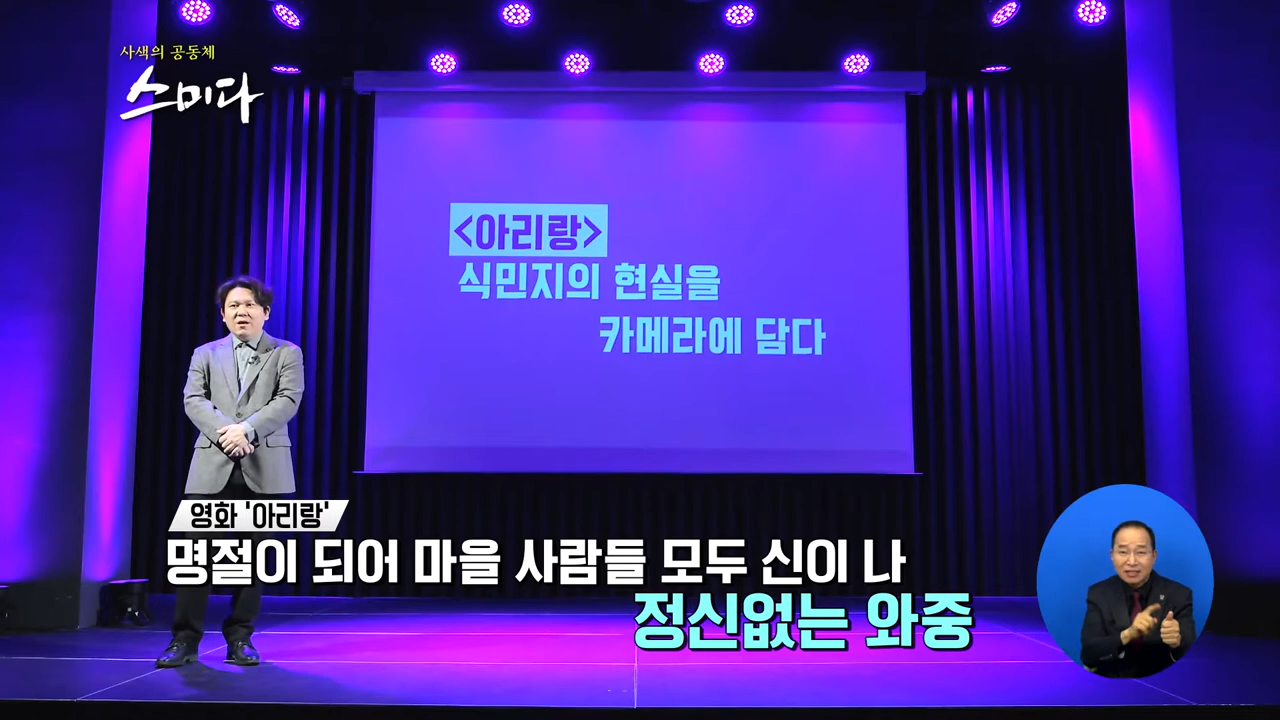 사색의 공동체
스미다
<아리랑>
식민지의 현실을
카메라에 담다
영화 '아리랑'
명절이 되어 마을 사람들 모두 신이 나
정신없는 와중